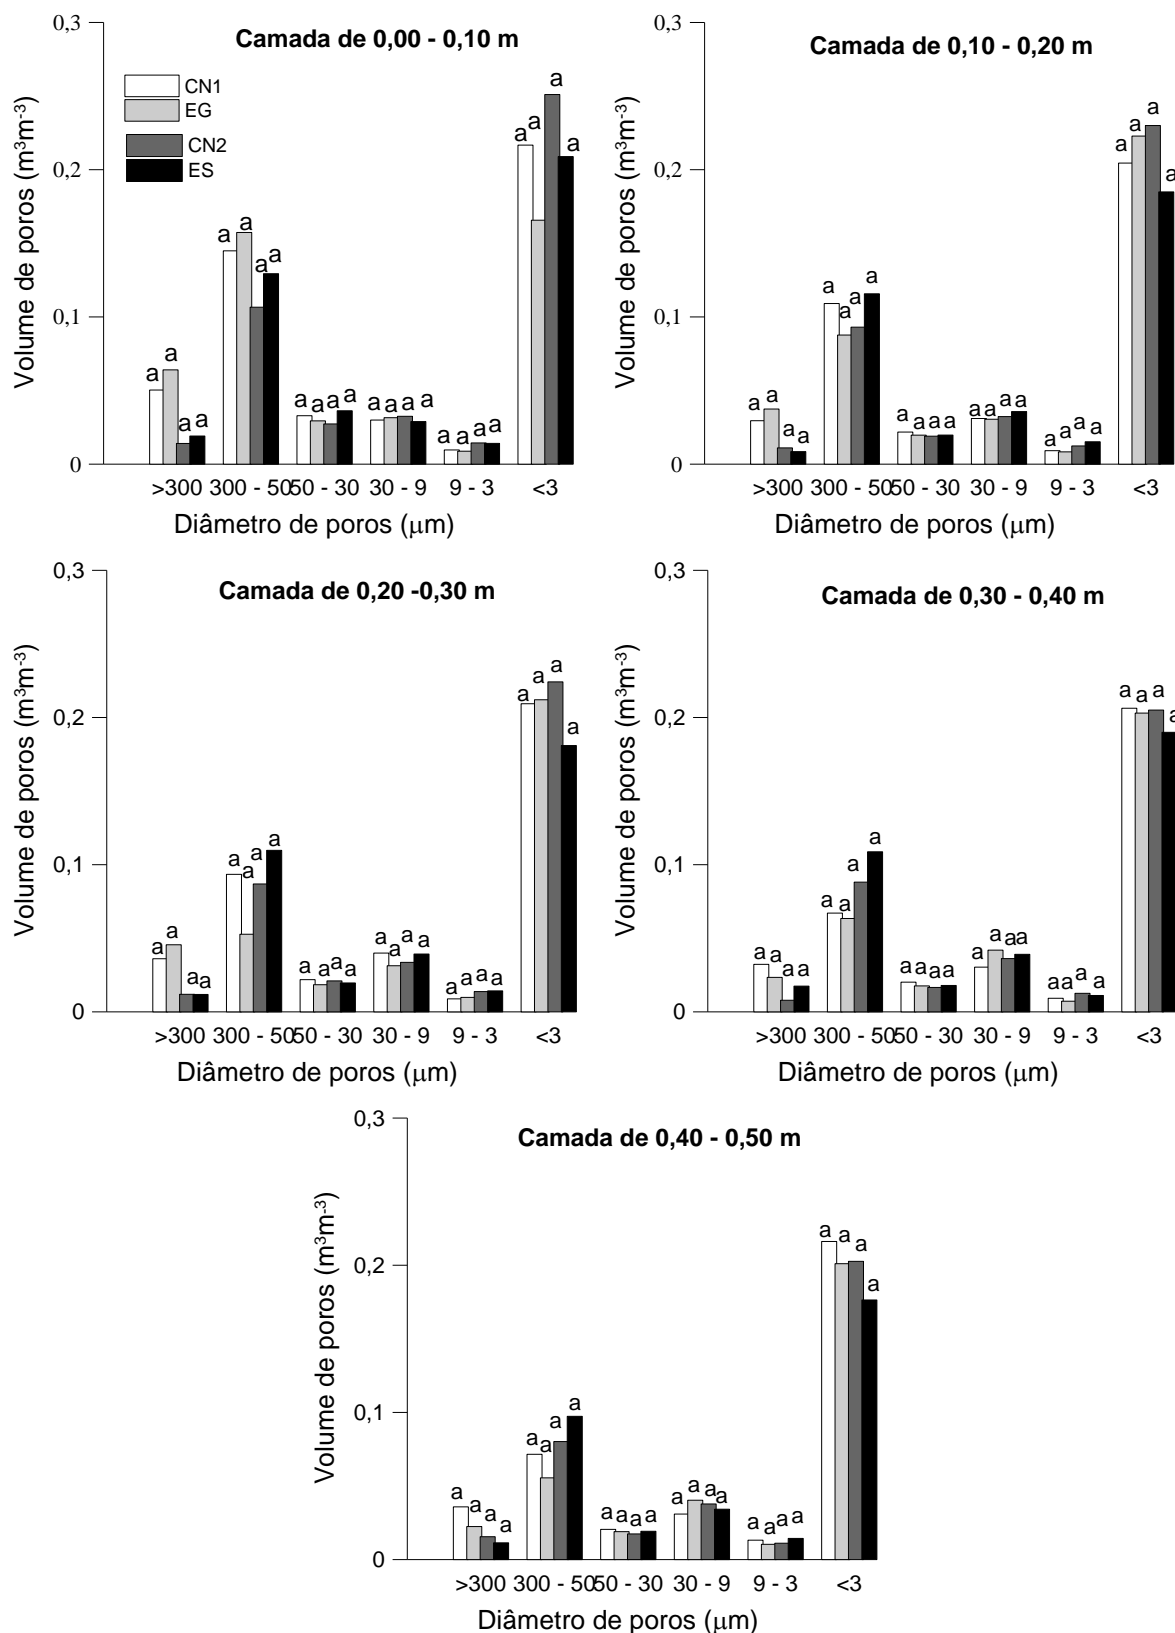 Camada de 0,00 - 0,10 m
0,3
0,2
0,1
0
Volume de poros (m³m⁻³)
CN1
EG
CN2
ES
a a a a
a a a a
a a a a
a a a a
a a a a
a a a a
>300 300 - 50 50 - 30 30 - 9 9 - 3 <3
Diâmetro de poros (μm)
Camada de 0,10 - 0,20 m
0,3
0,2
0,1
0
Volume de poros (m³m⁻³)
a a a a
a a a a
a a a a
a a a a
a a a a
a a a a
>300 300 - 50 50 - 30 30 - 9 9 - 3 <3
Diâmetro de poros (μm)
Camada de 0,20 -0,30 m
0,3
0,2
0,1
0
Volume de poros (m³m⁻³)
a a a a
a a a a
a a a a
a a a a
a a a a
a a a a
>300 300 - 50 50 - 30 30 - 9 9 - 3 <3
Diâmetro de poros (μm)
Camada de 0,30 - 0,40 m
0,3
0,2
0,1
0
Volume de poros (m³m⁻³)
a a a a
a a a a
a a a a
a a a a
a a a a
a a a a
>300 300 - 50 50 - 30 30 - 9 9 - 3 <3
Diâmetro de poros (μm)
Camada de 0,40 - 0,50 m
0,3
0,2
0,1
0
Volume de poros (m³m⁻³)
a a a a
a a a a
a a a a
a a a a
a a a a
a a a a
>300 300 - 50 50 - 30 30 - 9 9 - 3 <3
Diâmetro de poros (μm)